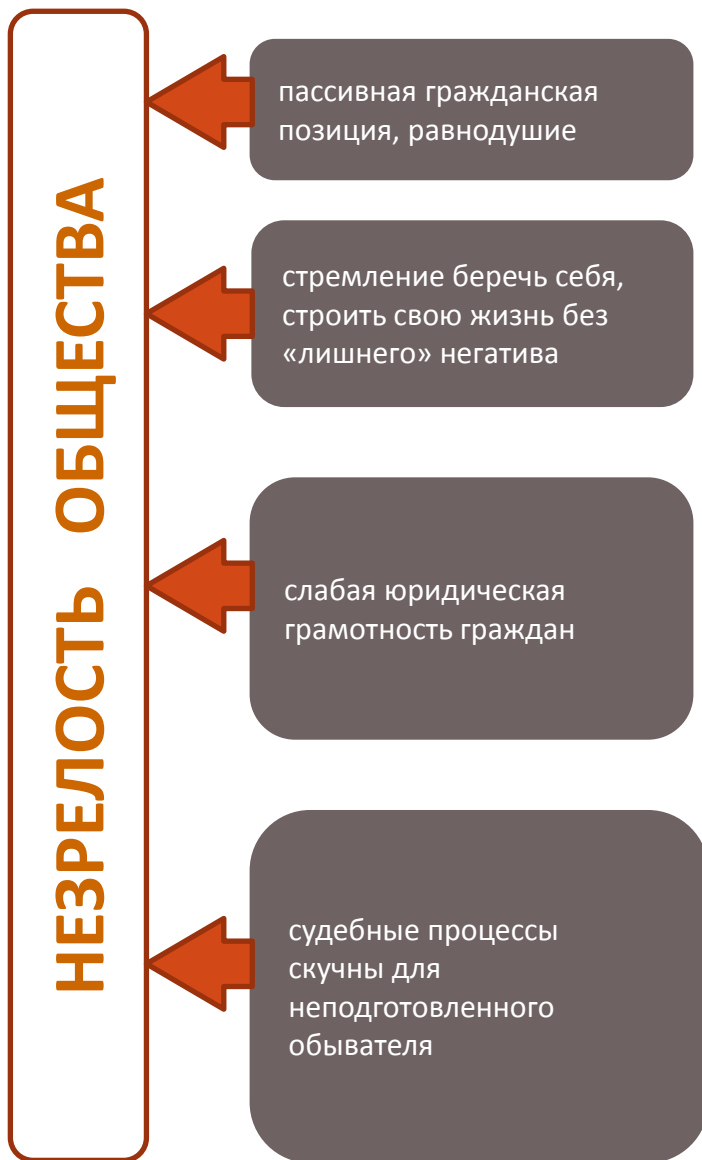 НЕЗРЕЛОСТЬ ОБЩЕСТВА
пассивная гражданская
позиция, равнодушие
стремление беречь себя,
строить свою жизнь без
«лишнего» негатива
слабая юридическая
грамотность граждан
судебные процессы
скучны для
неподготовленного
обывателя